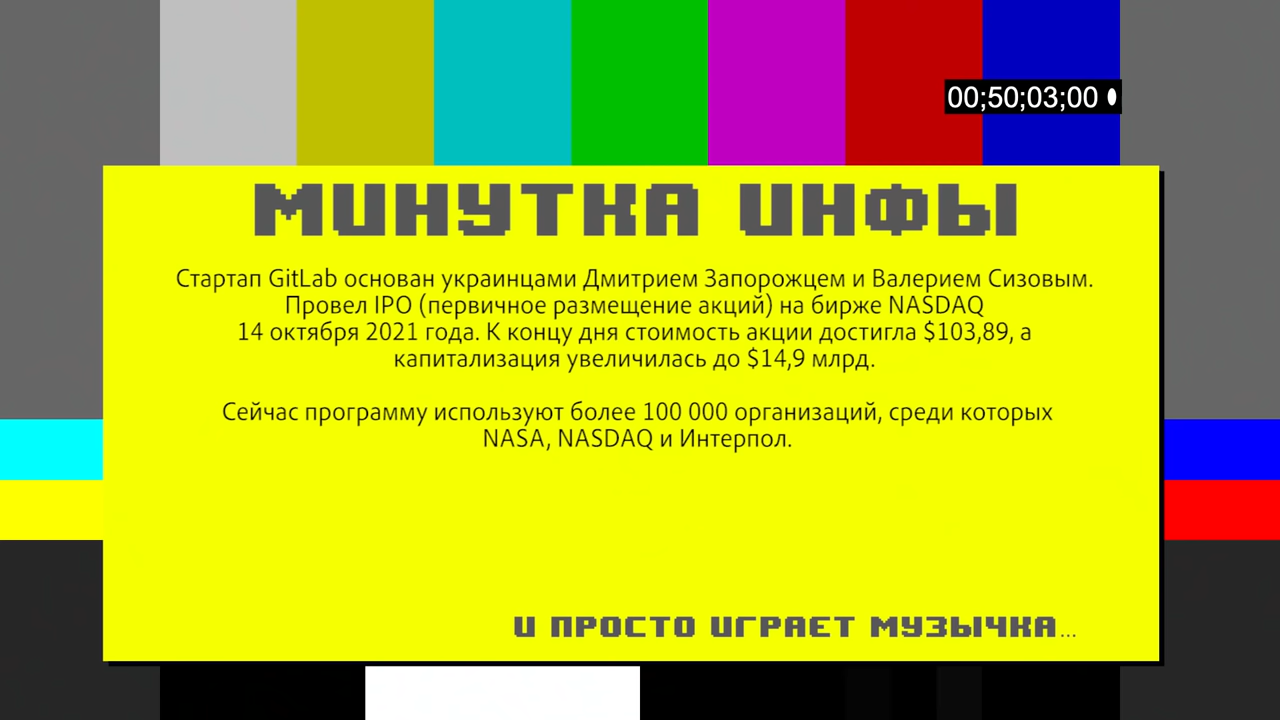 00;50;03;00
МИНУТКА ИНФЫ
Стартап GitLab основан украинцами Дмитрием Запорожцем и Валерием Сизовым.
Провел IPO (первичное размещение акций) на бирже NASDAQ
14 октября 2021 года. К концу дня стоимость акции достигла $103,89, а
капитализация увеличилась до $14,9 млрд.
Сейчас программу используют более 100 000 организаций, среди которых
NASA, NASDAQ и Интерпол.
И ПРОСТО ИГРАЕТ МУЗЫЧКА...